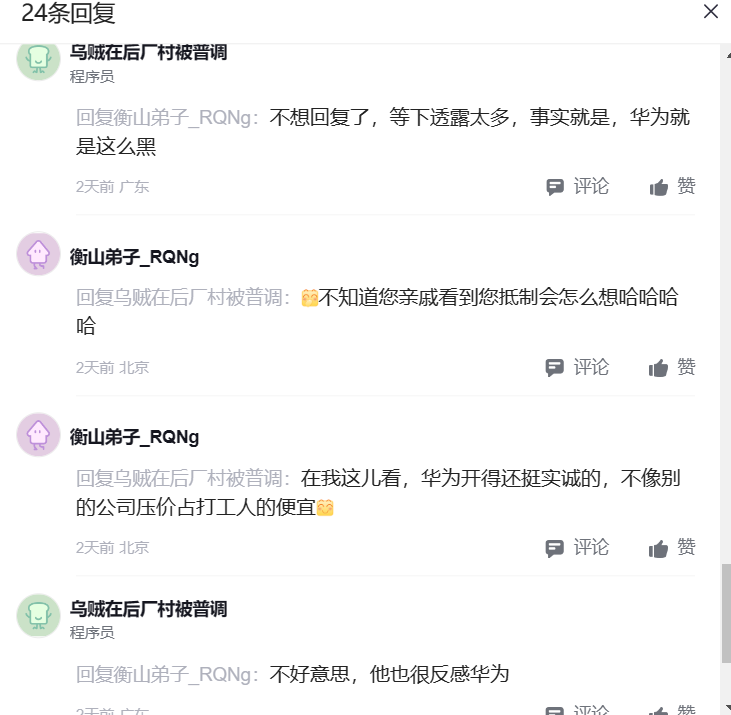 24条回复
乌贼在后厂村被普调
程序员
回复衡山弟子_RQNg：不想回复了，等下透露太多，事实就是，华为就
是这么黑
2天前 广东
评论 赞
衡山弟子_RQNg
回复乌贼在后厂村被普调：🤗不知道您亲戚看到您抵制会怎么想哈哈哈
哈
2天前 北京
评论 赞
衡山弟子_RQNg
回复乌贼在后厂村被普调：在我这儿看，华为开得还挺实诚的，不像别
的公司压价占打工人的便宜🤗
2天前 北京
评论 赞
乌贼在后厂村被普调
程序员
回复衡山弟子_RQNg：不好意思，他也很反感华为
2天前 广东
评论 赞